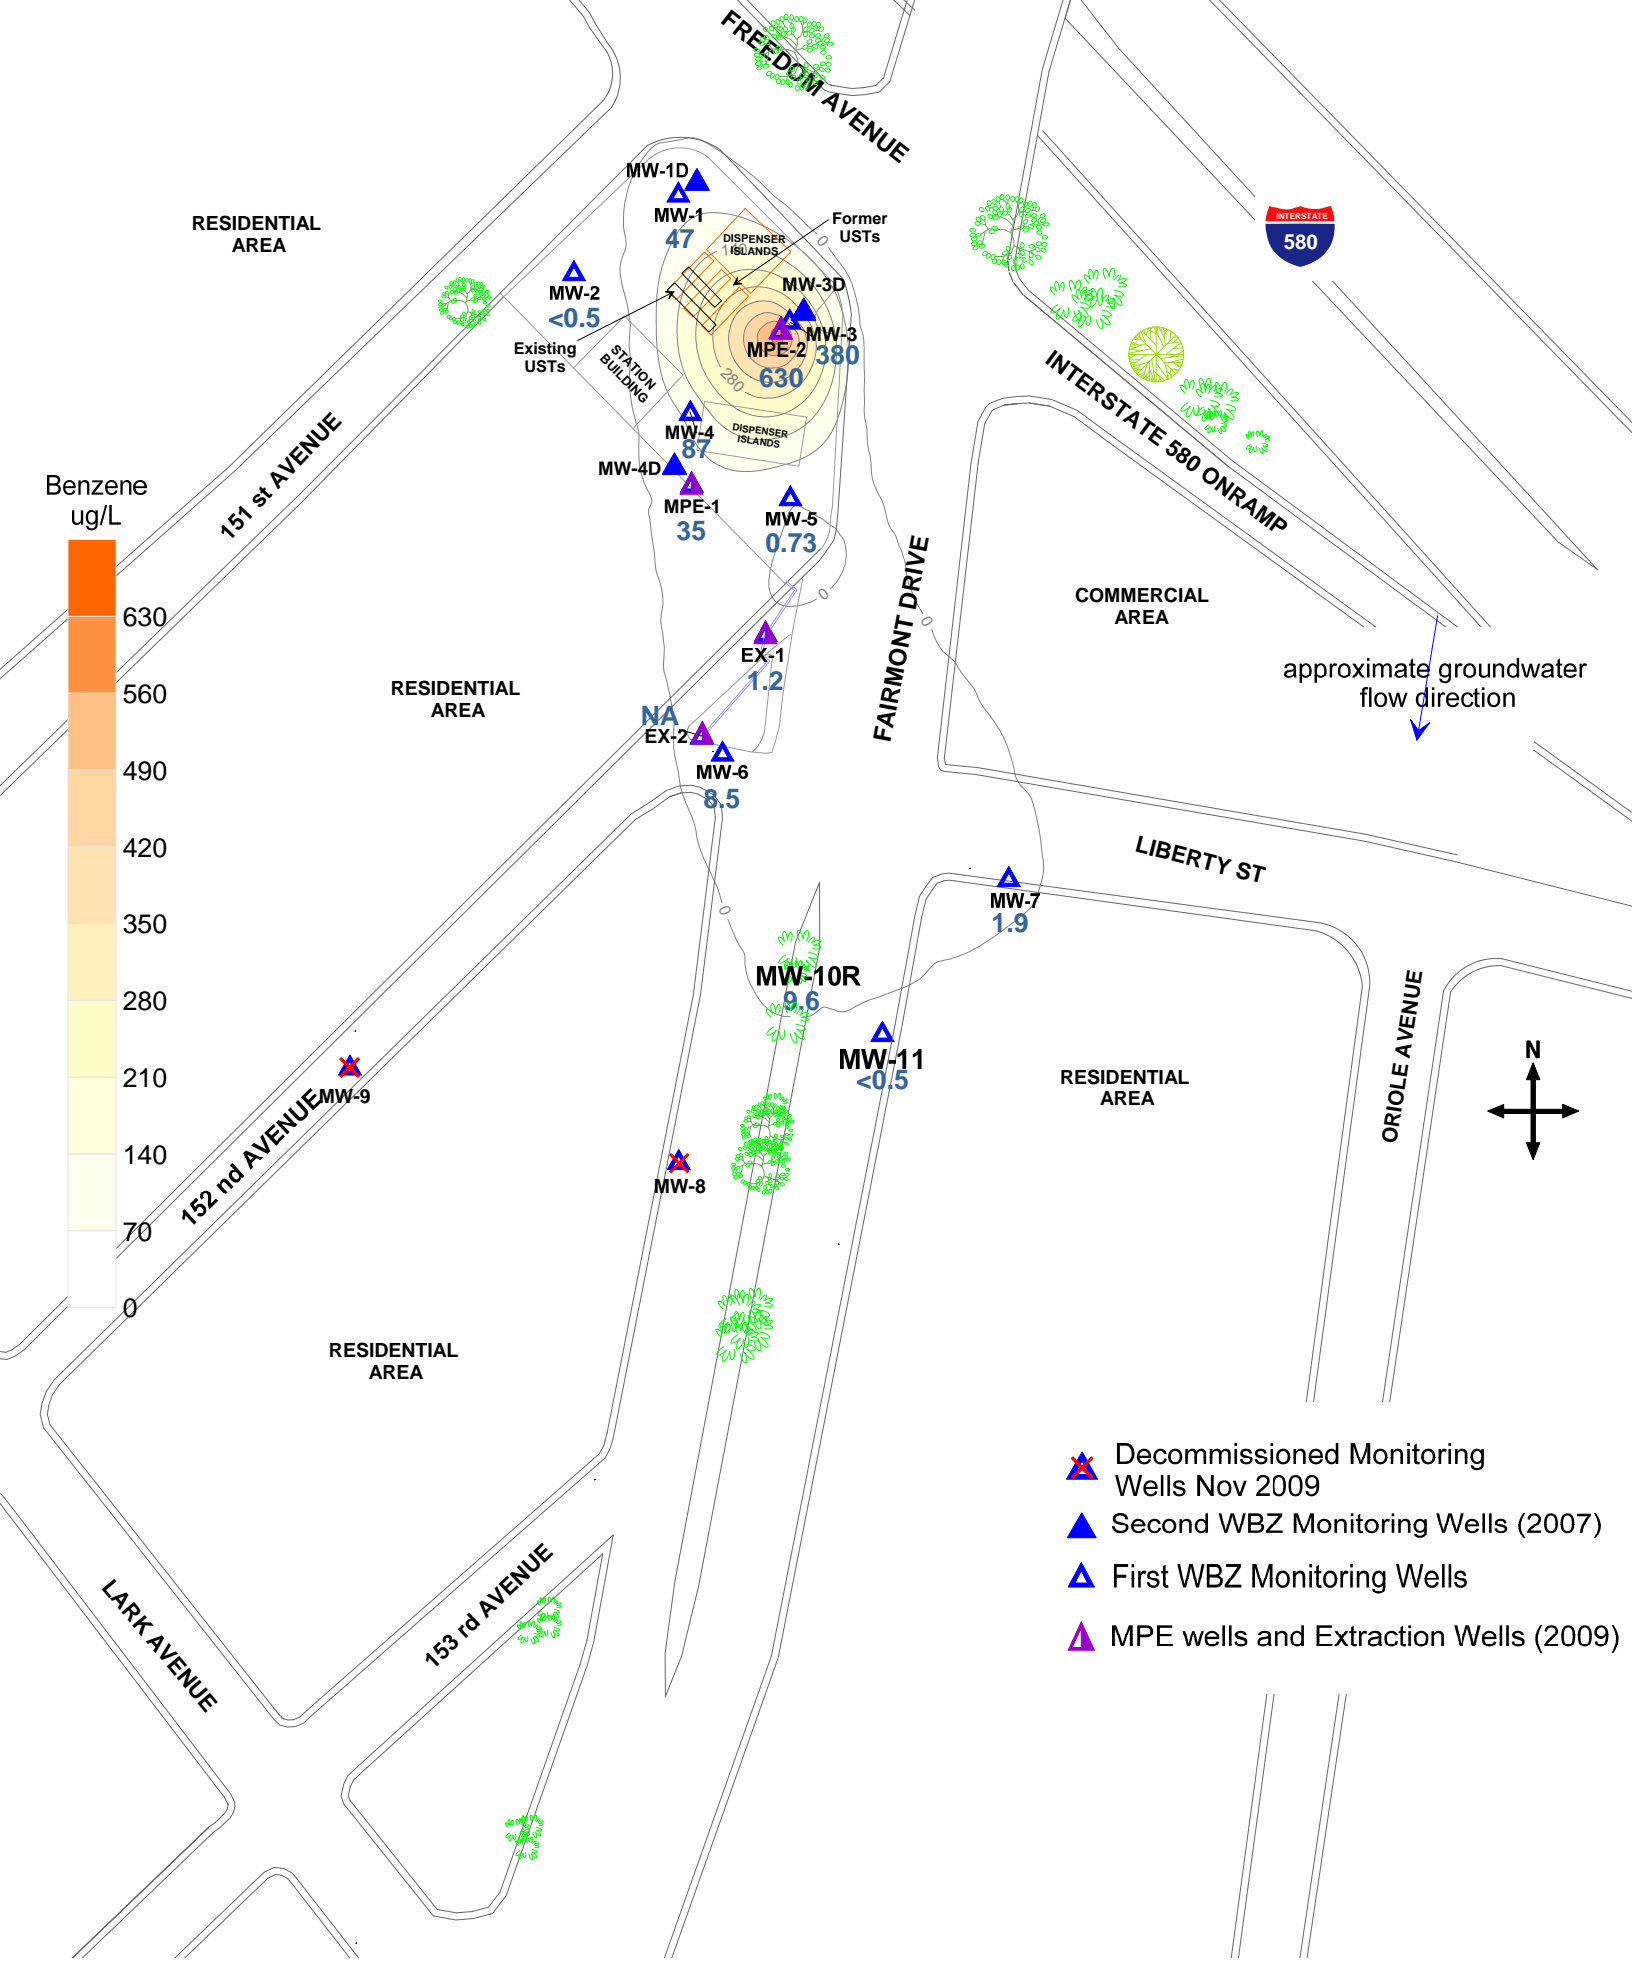 FREEDOM AVENUE
MW-1D
MW-1
47
RESIDENTIAL
AREA
Former
USTs
DISPENSER
ISLANDS
140
0
INTERSTATE
580
MW-2
<0.5
MW-3D
MW-3
380
MPE-2
630
Existing
USTs
STATION
BUILDING
280
MW-4
87
DISPENSER
ISLANDS
MW-4D
MPE-1
35
MW-5
0.73
0
0
151 st AVENUE
INTERSTATE 580 ONRAMP
FAIRMONT DRIVE
COMMERCIAL
AREA
approximate groundwater
flow direction
Benzene
ug/L
630
560
490
420
350
280
210
140
70
0
RESIDENTIAL
AREA
EX-1
1.2
NA
EX-2
MW-6
8.5
LIBERTY ST
MW-7
1.9
0
MW-10R
9.6
MW-11
<0.5
ORIOLE AVENUE
RESIDENTIAL
AREA
N
MW-9
152 nd AVENUE
MW-8
RESIDENTIAL
AREA
Decommissioned Monitoring
Wells Nov 2009
Second WBZ Monitoring Wells (2007)
First WBZ Monitoring Wells
MPE wells and Extraction Wells (2009)
153 rd AVENUE
LARK AVENUE